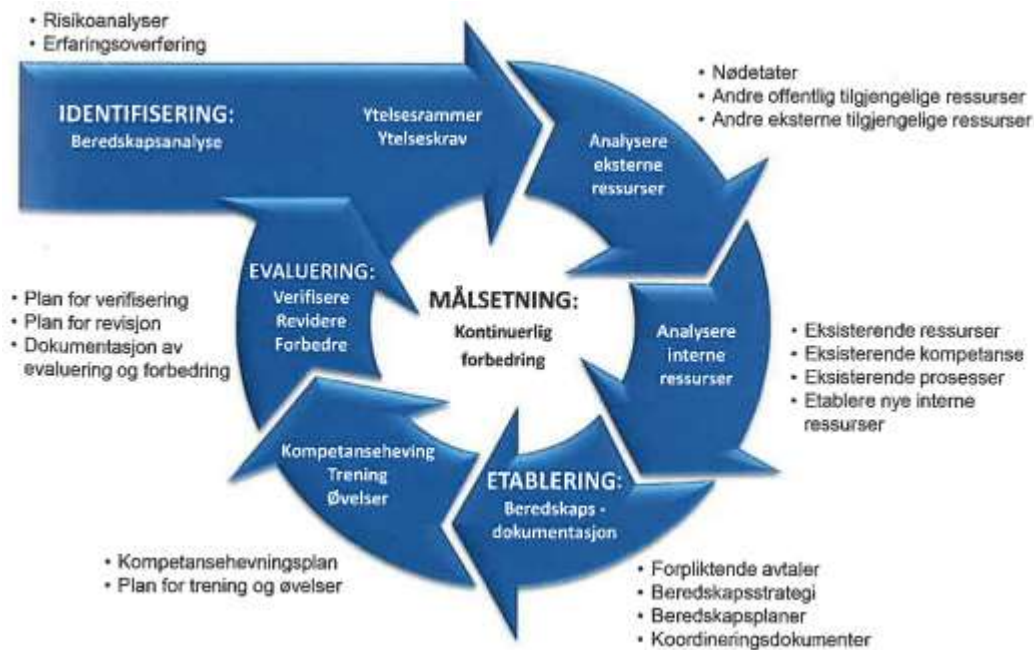 • Risikoanalyser
• Erfaringsoverføring
IDENTIFISERING:
Beredskapsanalyse
Ytelsesrammer
Ytelseskrav
Analysere
eksterne
ressurser
• Nødetater
• Andre offentlig tilgjengelige ressurser
• Andre eksterne tilgjengelige ressurser
Analysere
interne
ressurser
• Eksisterende ressurser
• Eksisterende kompetanse
• Eksisterende prosesser
• Etablere nye interne
ressurser
ETABLERING:
Beredskaps -
dokumentasjon
• Forpliktende avtaler
• Beredskapsstrategi
• Beredskapsplaner
• Koordineringsdokumenter
Kompetanseheving
Trening
Øvelser
• Kompetansehevningsplan
• Plan for trening og øvelser
EVALUERING:
Verifisere
Revidere
Forbedre
• Plan for verifisering
• Plan for revisjon
• Dokumentasjon av
evaluering og forbedring
MÅLSETNING:
Kontinuerlig
forbedring